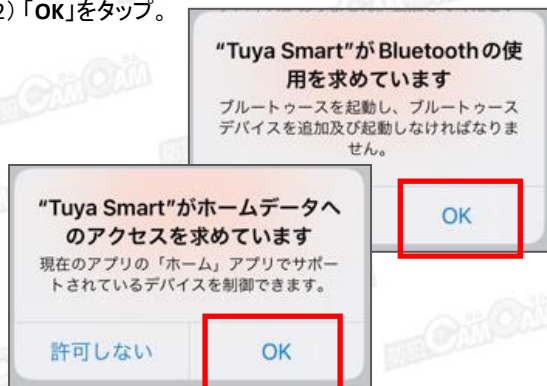 2)「OK」をタップ。
“Tuya Smart”がBluetoothの使
用を求めています
ブルートゥースを起動し、ブルートゥース
デバイスを追加及び起動しなければなりま
せん。
OK
“Tuya Smart”がホームデータへ
のアクセスを求めています
現在のアプリの「ホーム」アプリでサポー
トされているデバイスを制御できます。
許可しない
OK
CAMCAM
CAMCAM